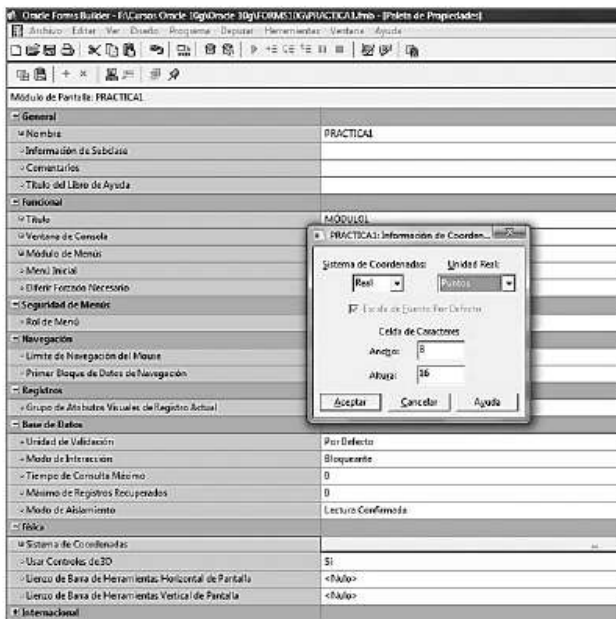 Oracle Forms Builder - F:\Cursos Oracle 10g\Oracle 10g\FORMS10G\PRACTICA1.fmb - [Paleta de Propiedades]
Archivo Editar Ver Diseño Programa Depurar Herramientas Ventana Ayuda
Módulo de Pantalla: PRACTICA1
General
Nombre PRACTICA1
Información de Subclase
Comentarios
Título del Libro de Ayuda
Funcional
Título MÓDULO1
Ventana de Consola
Módulo de Menús
Menú Inicial
Diferir Forzado Necesario
Seguridad de Menús
Rol de Menú
Navegación
Límite de Navegación del Mouse
Primer Bloque de Datos de Navegación
Registros
Grupo de Atributos Visuales de Registro Actual
Base de Datos
Unidad de Validación Por Defecto
Modo de Interacción Bloqueante
Tiempo de Consulta Máximo 0
Máximo de Registros Recuperados 0
Modo de Aislamiento Lectura Confirmada
Física
Sistema de Coordenadas ...
Usar Controles de 3D Sí
Lienzo de Barra de Herramientas Horizontal de Pantalla <Nulo>
Lienzo de Barra de Herramientas Vertical de Pantalla <Nulo>
Internacional
PRACTICA1: Información de Coorden...
Sistema de Coordenadas: Unidad Real:
Real Puntos
Escala de Fuente Por Defecto
Celda de Caracteres
Ancho: 8
Altura: 16
Aceptar Cancelar Ayuda